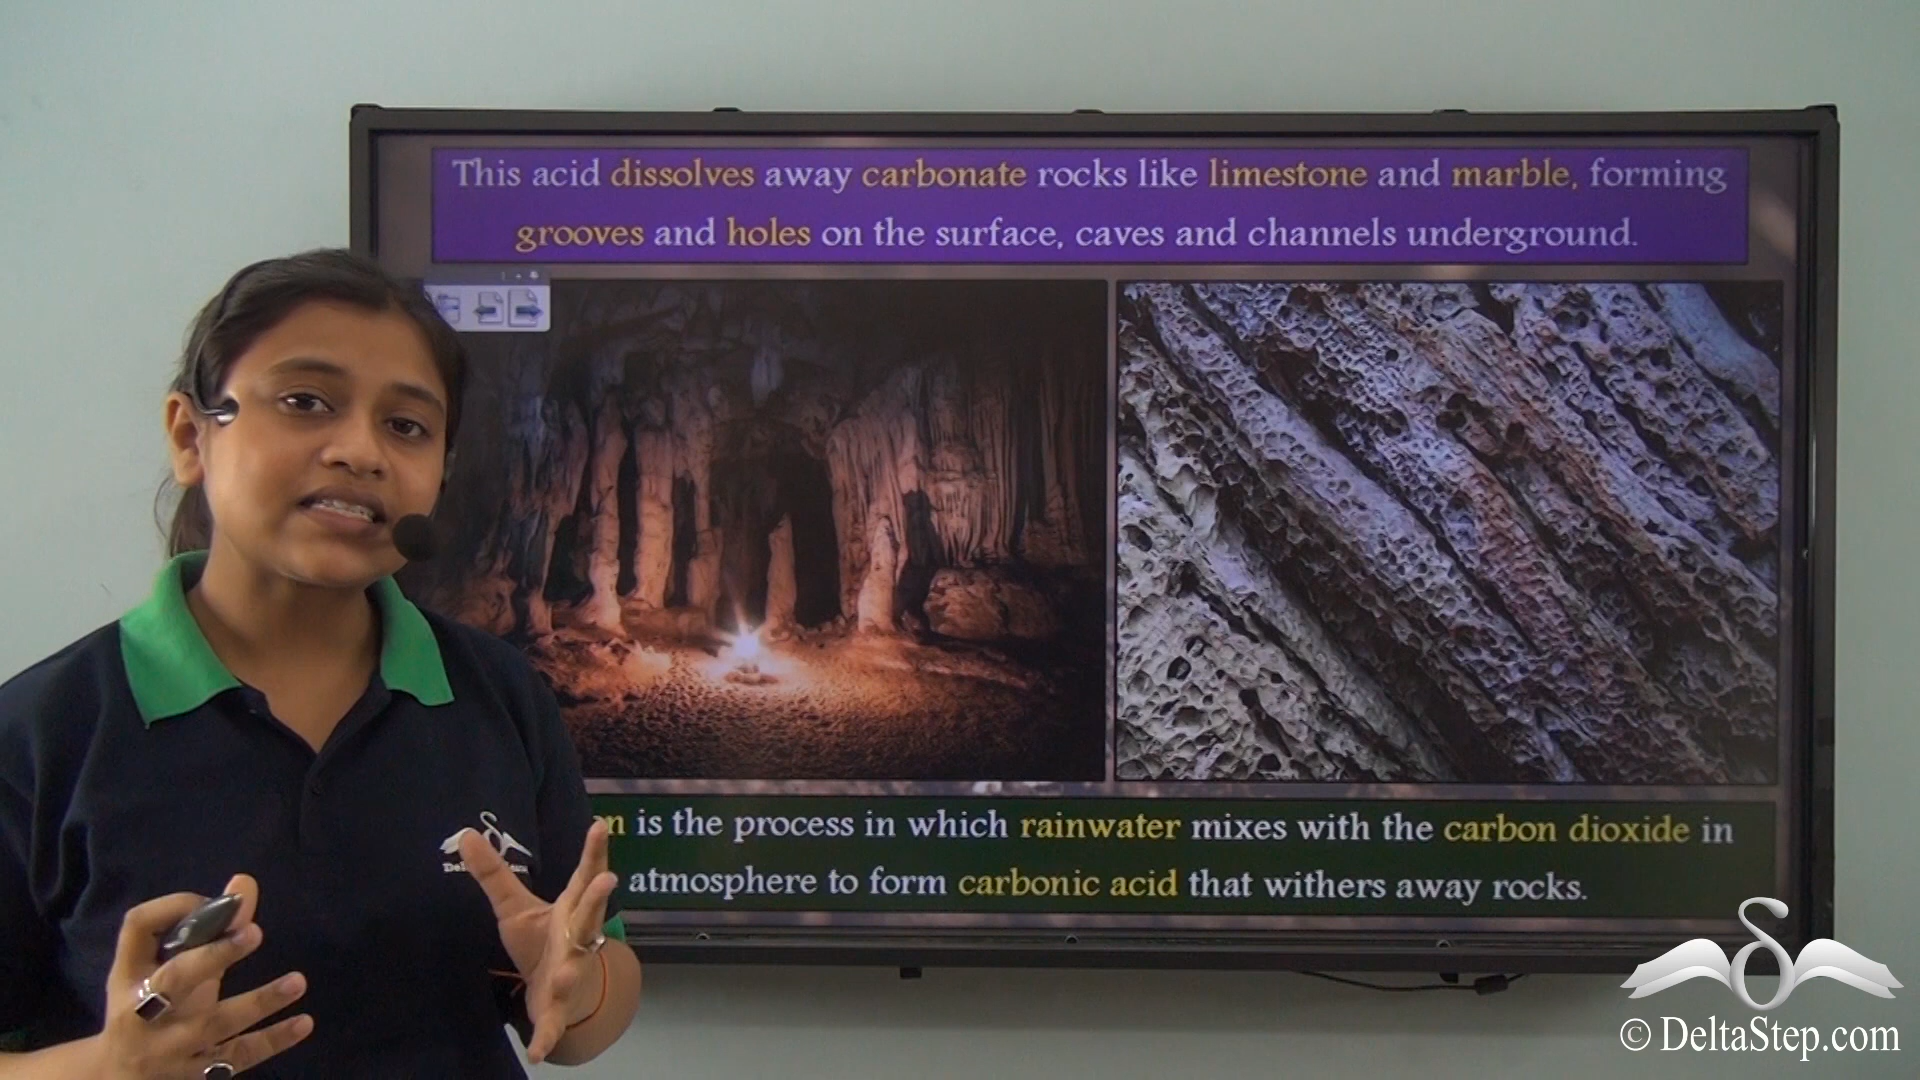 This acid dissolves away carbonate rocks like limestone and marble, forming
grooves and holes on the surface, caves and channels underground.
is the process in which rainwater mixes with the carbon dioxide in
atmosphere to form carbonic acid that withers away rocks.
© DeltaStep.com